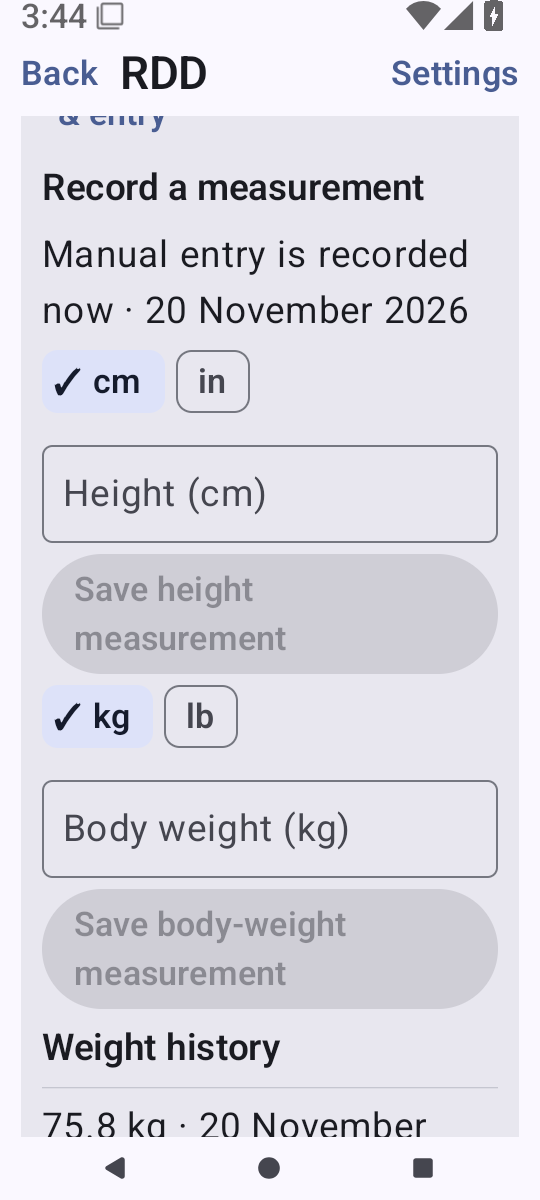 3:44
Back RDD Settings
& entry
Record a measurement
Manual entry is recorded
now · 20 November 2026
✓ cm in
Height (cm)
Save height
measurement
✓ kg lb
Body weight (kg)
Save body-weight
measurement
Weight history
75.8 kg · 20 November